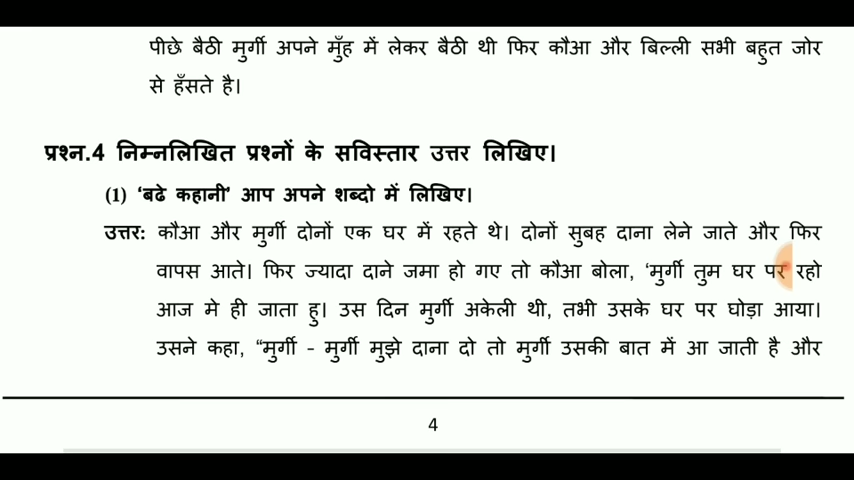 पीछे बैठी मुर्गी अपने मुँह में लेकर बैठी थी फिर कौआ और बिल्ली सभी बहुत जोर
से हँसते है।
प्रश्न.4 निम्नलिखित प्रश्नों के सविस्तार उत्तर लिखिए।
(1) ‘बढे कहानी’ आप अपने शब्दो में लिखिए।
उत्तर: कौआ और मुर्गी दोनों एक घर में रहते थे। दोनों सुबह दाना लेने जाते और फिर
वापस आते। फिर ज्यादा दाने जमा हो गए तो कौआ बोला, ‘मुर्गी तुम घर पर रहो
आज मे ही जाता हु। उस दिन मुर्गी अकेली थी, तभी उसके घर पर घोड़ा आया।
उसने कहा, “मुर्गी - मुर्गी मुझे दाना दो तो मुर्गी उसकी बात में आ जाती है और
4